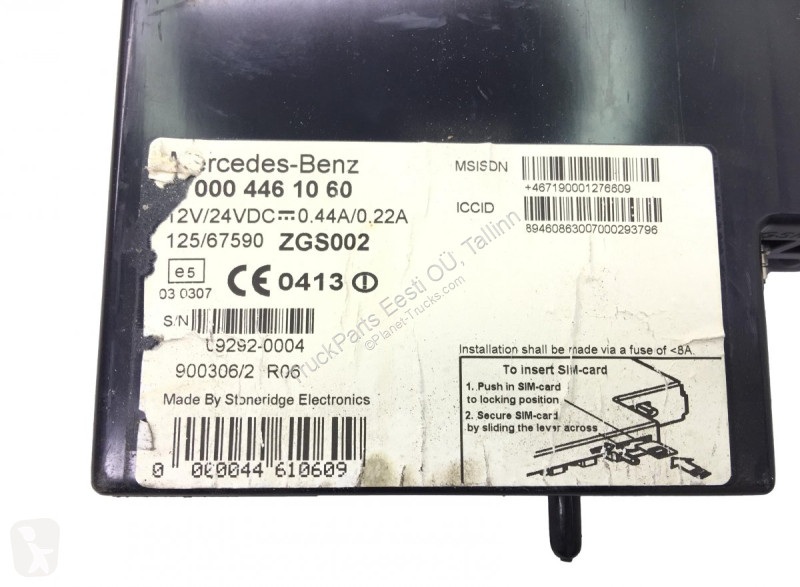 Mercedes-Benz
000 446 10 60
12V/24VDC 0.44A/0.22A
125/67590 ZGS002
e5
CE 0413
03 0307
S/N
09292-0004
900306/2 R06
Made By Stoneridge Electronics
0 000044 610609
MSISDN
+467190001276609
ICCID
89460863007000293796
Installation shall be made via a fuse of <8A.
To insert SIM-card
1. Push in SIM-card
to locking position
2. Secure SIM-card
by sliding the lever across
TruckParts Eesti OÜ, Tallinn
©Planet-Trucks.com